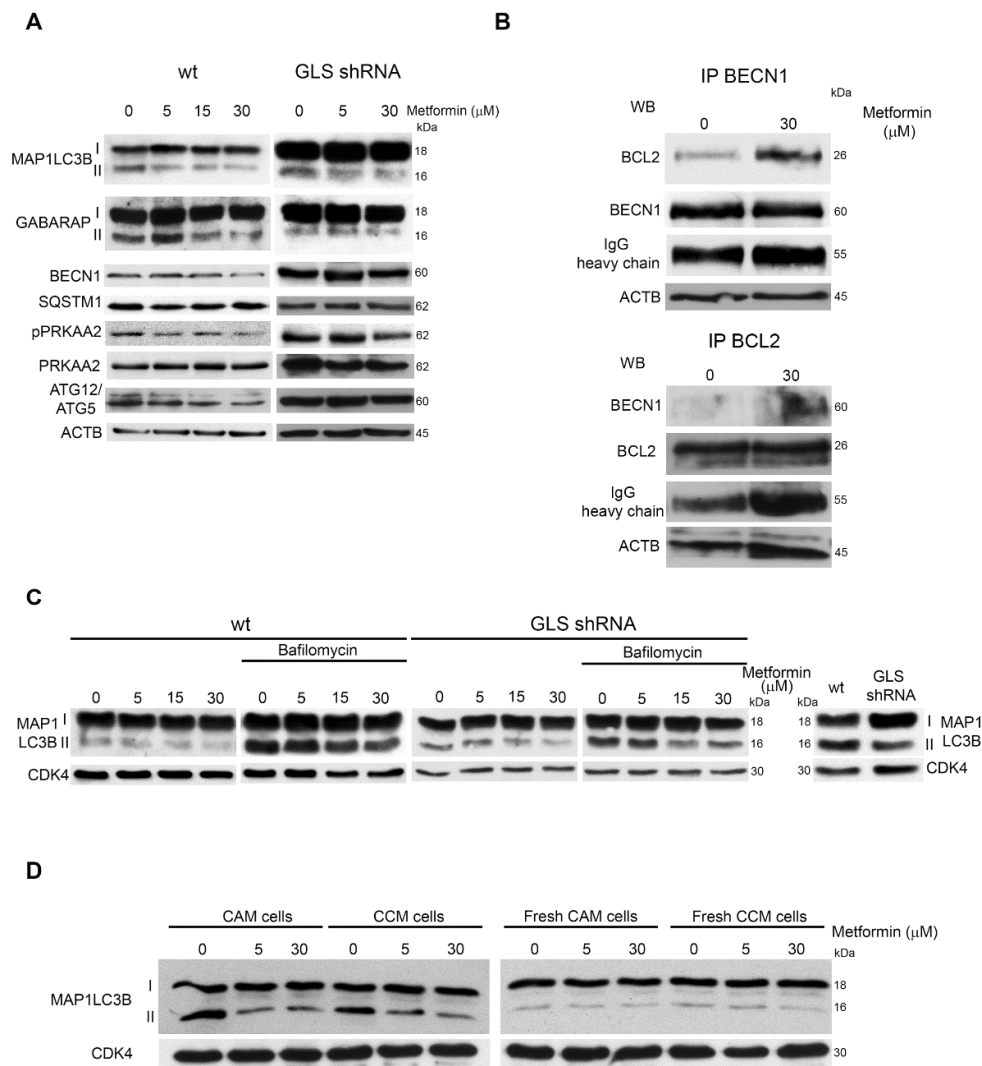 A
wt
GLS shRNA
0 5 15 30 0 5 30 Metformin (μM)
kDa
MAP1LC3B I 18
II 16
GABARAP I 18
II 16
BECN1 60
SQSTM1 62
pPRKAA2 62
PRKAA2 62
ATG12/
ATG5 60
ACTB 45
B
IP BECN1
kDa
WB 0 30 Metformin
(μM)
BCL2 26
BECN1 60
IgG
heavy chain 55
ACTB 45
IP BCL2
WB 0 30
BECN1 60
BCL2 26
IgG
heavy chain 55
ACTB 45
C
wt GLS shRNA
Bafilomycin Bafilomycin
0 5 15 30 0 5 15 30 0 5 15 30 0 5 15 30 Metformin
(μM)
kDa
MAP1 I 18
LC3B II 16
CDK4 30
wt GLS
shRNA
kDa
18 I MAP1
16 II LC3B
30 CDK4
D
CAM cells CCM cells Fresh CAM cells Fresh CCM cells
0 5 30 0 5 30 0 5 30 0 5 30 Metformin (μM)
kDa
MAP1LC3B I 18
II 16
CDK4 30